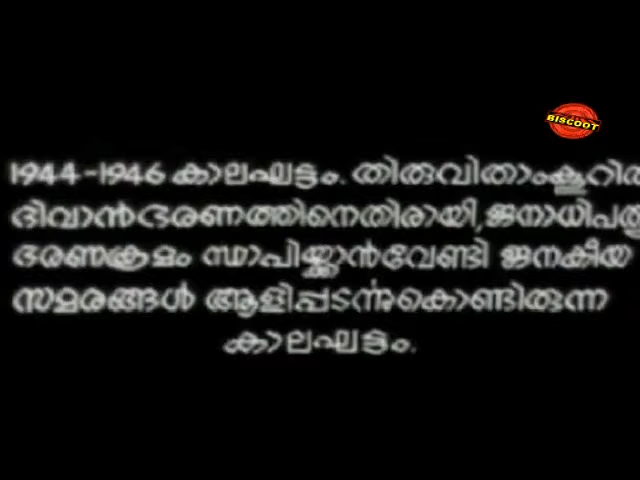 BISCOOT
1944-1946 കാലഘട്ടം. തിരുവിതാംകൂറിൽ
ദിവാൻഭരണത്തിനെതിരായി, ജനാധിപത്യ
ഭരണക്രമം സ്ഥാപിയ്ക്കാൻവേണ്ടി ജനകീയ
സമരങ്ങൾ ആളിപ്പടർന്നുകൊണ്ടിരുന്ന
കാലഘട്ടം.